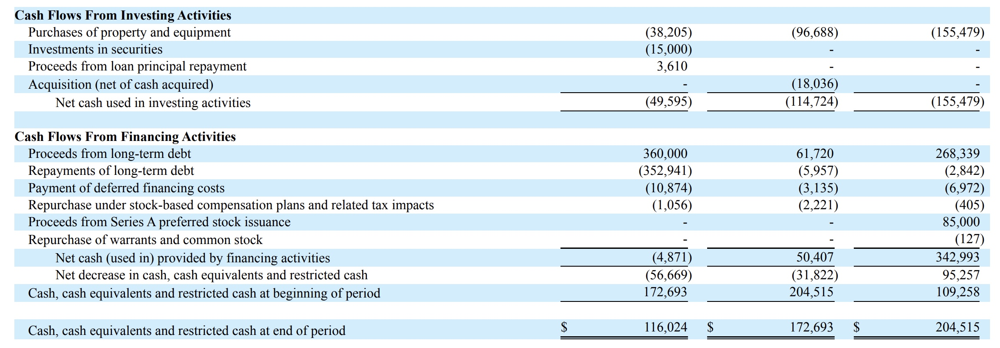 Cash Flows From Investing Activities
Purchases of property and equipment (38,205) (96,688) (155,479)
Investments in securities (15,000) - -
Proceeds from loan principal repayment 3,610 - -
Acquisition (net of cash acquired) - (18,036) -
Net cash used in investing activities (49,595) (114,724) (155,479)
Cash Flows From Financing Activities
Proceeds from long-term debt 360,000 61,720 268,339
Repayments of long-term debt (352,941) (5,957) (2,842)
Payment of deferred financing costs (10,874) (3,135) (6,972)
Repurchase under stock-based compensation plans and related tax impacts (1,056) (2,221) (405)
Proceeds from Series A preferred stock issuance - - 85,000
Repurchase of warrants and common stock - - (127)
Net cash (used in) provided by financing activities (4,871) 50,407 342,993
Net decrease in cash, cash equivalents and restricted cash (56,669) (31,822) 95,257
Cash, cash equivalents and restricted cash at beginning of period 172,693 204,515 109,258
Cash, cash equivalents and restricted cash at end of period $ 116,024 $ 172,693 $ 204,515